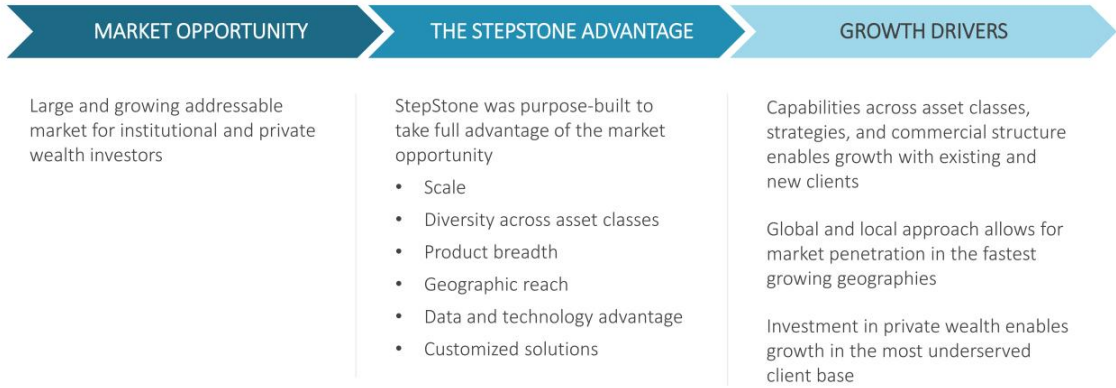 MARKET OPPORTUNITY
Large and growing addressable
market for institutional and private
wealth investors
THE STEPSTONE ADVANTAGE
StepStone was purpose-built to
take full advantage of the market
opportunity
• Scale
• Diversity across asset classes
• Product breadth
• Geographic reach
• Data and technology advantage
• Customized solutions
GROWTH DRIVERS
Capabilities across asset classes,
strategies, and commercial structure
enables growth with existing and
new clients
Global and local approach allows for
market penetration in the fastest
growing geographies
Investment in private wealth enables
growth in the most underserved
client base